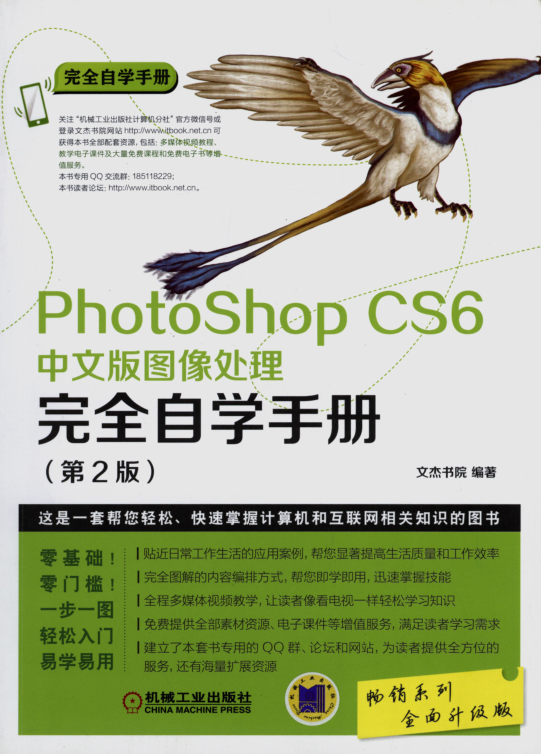 完全自学手册
关注“机械工业出版社计算机分社”官方微信号或
登录文杰书院网站 http://www.itbook.net.cn 可
获得本书全部配套资源，包括：多媒体视频教程、
教学电子课件及大量免费课程和免费电子书等增
值服务。
本书专用 QQ 交流群：185118229；
本书读者论坛：http://www.itbook.net.cn。
PhotoShop CS6
中文版图像处理
完全自学手册
（第2版）
文杰书院 编著
这是一套帮您轻松、快速掌握计算机和互联网相关知识的图书
零基础！
零门槛！
一步一图
轻松入门
易学易用
贴近日常工作生活的应用案例，帮您显著提高生活质量和工作效率
完全图解的内容编排方式，帮您即学即用，迅速掌握技能
全程多媒体视频教学，让读者像看电视一样轻松学习知识
免费提供全部素材资源、电子课件等增值服务，满足读者学习需求
建立了本套书专用的 QQ 群、论坛和网站，为读者提供全方位的
服务，还有海量扩展资源
机械工业出版社
CHINA MACHINE PRESS
畅销系列
全面升级版